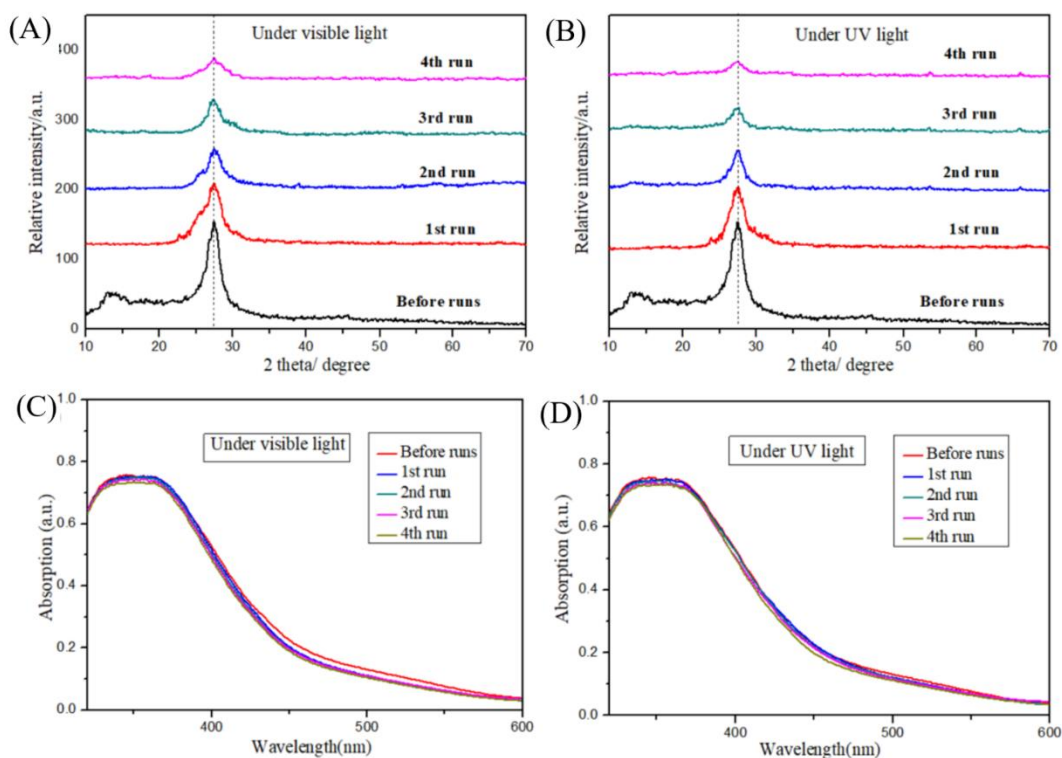 (A)
Under visible light
4th run
3rd run
2nd run
1st run
Before runs
400
300
200
100
0
Relative intensity/a.u.
10 20 30 40 50 60 70
2 theta/ degree
(B)
Under UV light
4th run
3rd run
2nd run
1st run
Before runs
Relative intensity/a.u.
10 20 30 40 50 60 70
2 theta/ degree
(C)
Under visible light
Before runs
1st run
2nd run
3rd run
4th run
1.0
0.8
0.6
0.4
0.2
0.0
Absorption (a.u.)
400 500 600
Wavelength(nm)
(D)
Under UV light
Before runs
1st run
2nd run
3rd run
4th run
1.0
0.8
0.6
0.4
0.2
0.0
Absorption (a.u.)
400 500 600
Wavelength(nm)